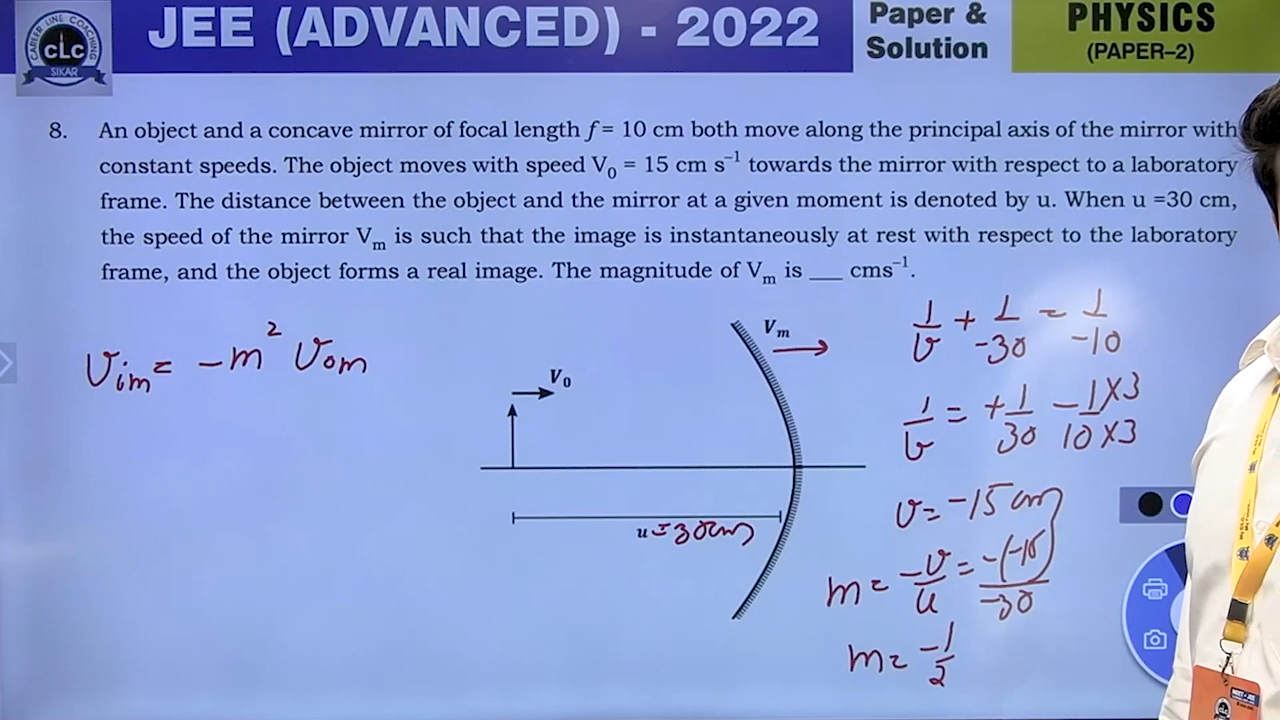 CAREER LINE COACHING
CLC
SIKAR
JEE (ADVANCED) - 2022
Paper &
Solution
PHYSICS
(PAPER–2)
8. An object and a concave mirror of focal length f = 10 cm both move along the principal axis of the mirror with
constant speeds. The object moves with speed V₀ = 15 cm s⁻¹ towards the mirror with respect to a laboratory
frame. The distance between the object and the mirror at a given moment is denoted by u. When u =30 cm,
the speed of the mirror Vₘ is such that the image is instantaneously at rest with respect to the laboratory
frame, and the object forms a real image. The magnitude of Vₘ is ___ cms⁻¹.
v_im = -m² v_om
V₀
Vₘ
u = 30cm
1/v + 1/-30 = 1/-10
1/v = +1/30 -1×3/10×3
v = -15 cm
m = -v/u = -(-15)/-30
m = -1/2